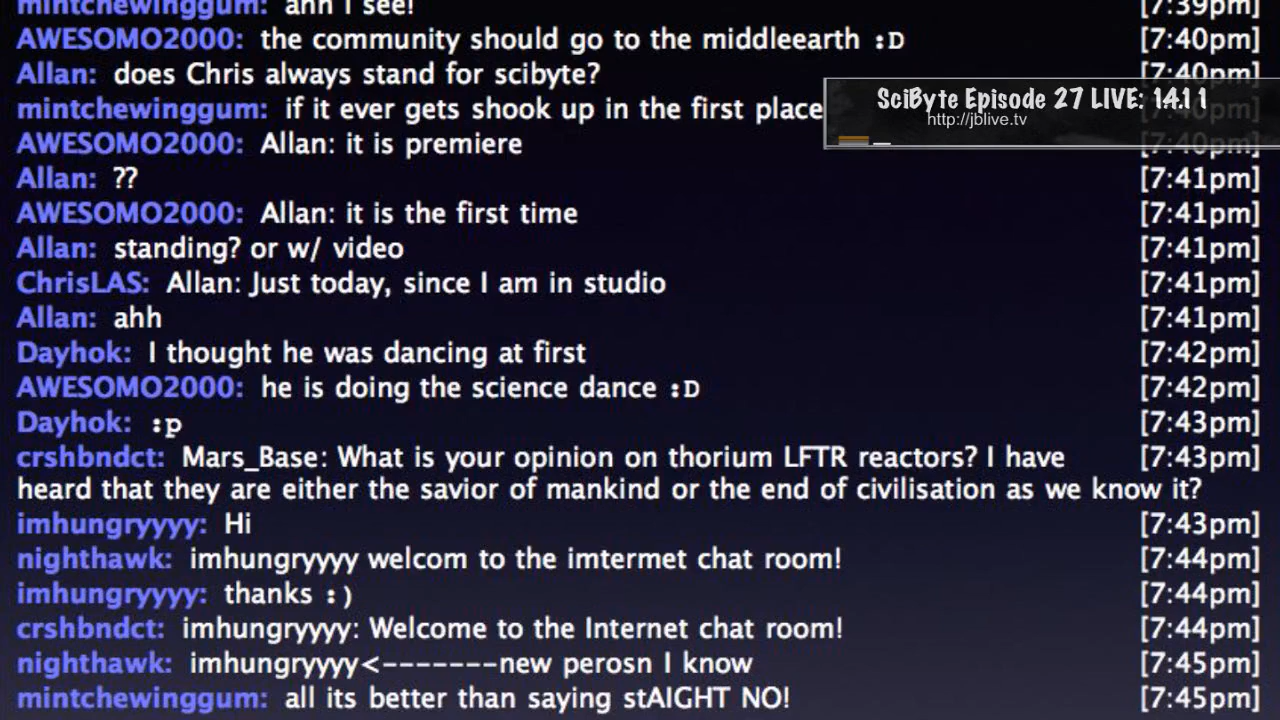 mintchewinggum: ahh I see! [7:39pm]
AWESOMO2000: the community should go to the middleearth :D [7:40pm]
Allan: does Chris always stand for scibyte? [7:40pm]
mintchewinggum: if it ever gets shook up in the first place [7:40pm]
SciByte Episode 27 LIVE: 14.11
http://jblive.tv
AWESOMO2000: Allan: it is premiere [7:40pm]
Allan: ?? [7:41pm]
AWESOMO2000: Allan: it is the first time [7:41pm]
Allan: standing? or w/ video [7:41pm]
ChrisLAS: Allan: Just today, since I am in studio [7:41pm]
Allan: ahh [7:41pm]
Dayhok: I thought he was dancing at first [7:42pm]
AWESOMO2000: he is doing the science dance :D [7:42pm]
Dayhok: :p [7:43pm]
crshbndct: Mars_Base: What is your opinion on thorium LFTR reactors? I have [7:43pm]
heard that they are either the savior of mankind or the end of civilisation as we know it?
imhungryyyy: Hi [7:43pm]
nighthawk: imhungryyyy welcom to the imtermet chat room! [7:44pm]
imhungryyyy: thanks :) [7:44pm]
crshbndct: imhungryyyy: Welcome to the Internet chat room! [7:44pm]
nighthawk: imhungryyyy<-------new perosn I know [7:45pm]
mintchewinggum: all its better than saying stAIGHT NO! [7:45pm]